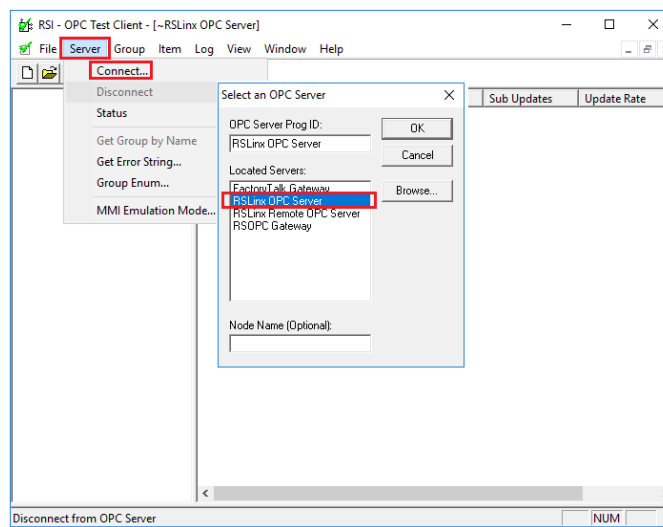 RSI - OPC Test Client - [~RSLinx OPC Server]
File Server Group Item Log View Window Help
Connect...
Disconnect
Status
Get Group by Name
Get Error String...
Group Enum...
MMI Emulation Mode...
Sub Updates Update Rate
Select an OPC Server
OPC Server Prog ID:
RSLinx OPC Server
OK
Cancel
Located Servers:
Browse...
FactoryTalk Gateway
RSLinx OPC Server
RSLinx Remote OPC Server
RSOPC Gateway
Node Name (Optional):
Disconnect from OPC Server NUM